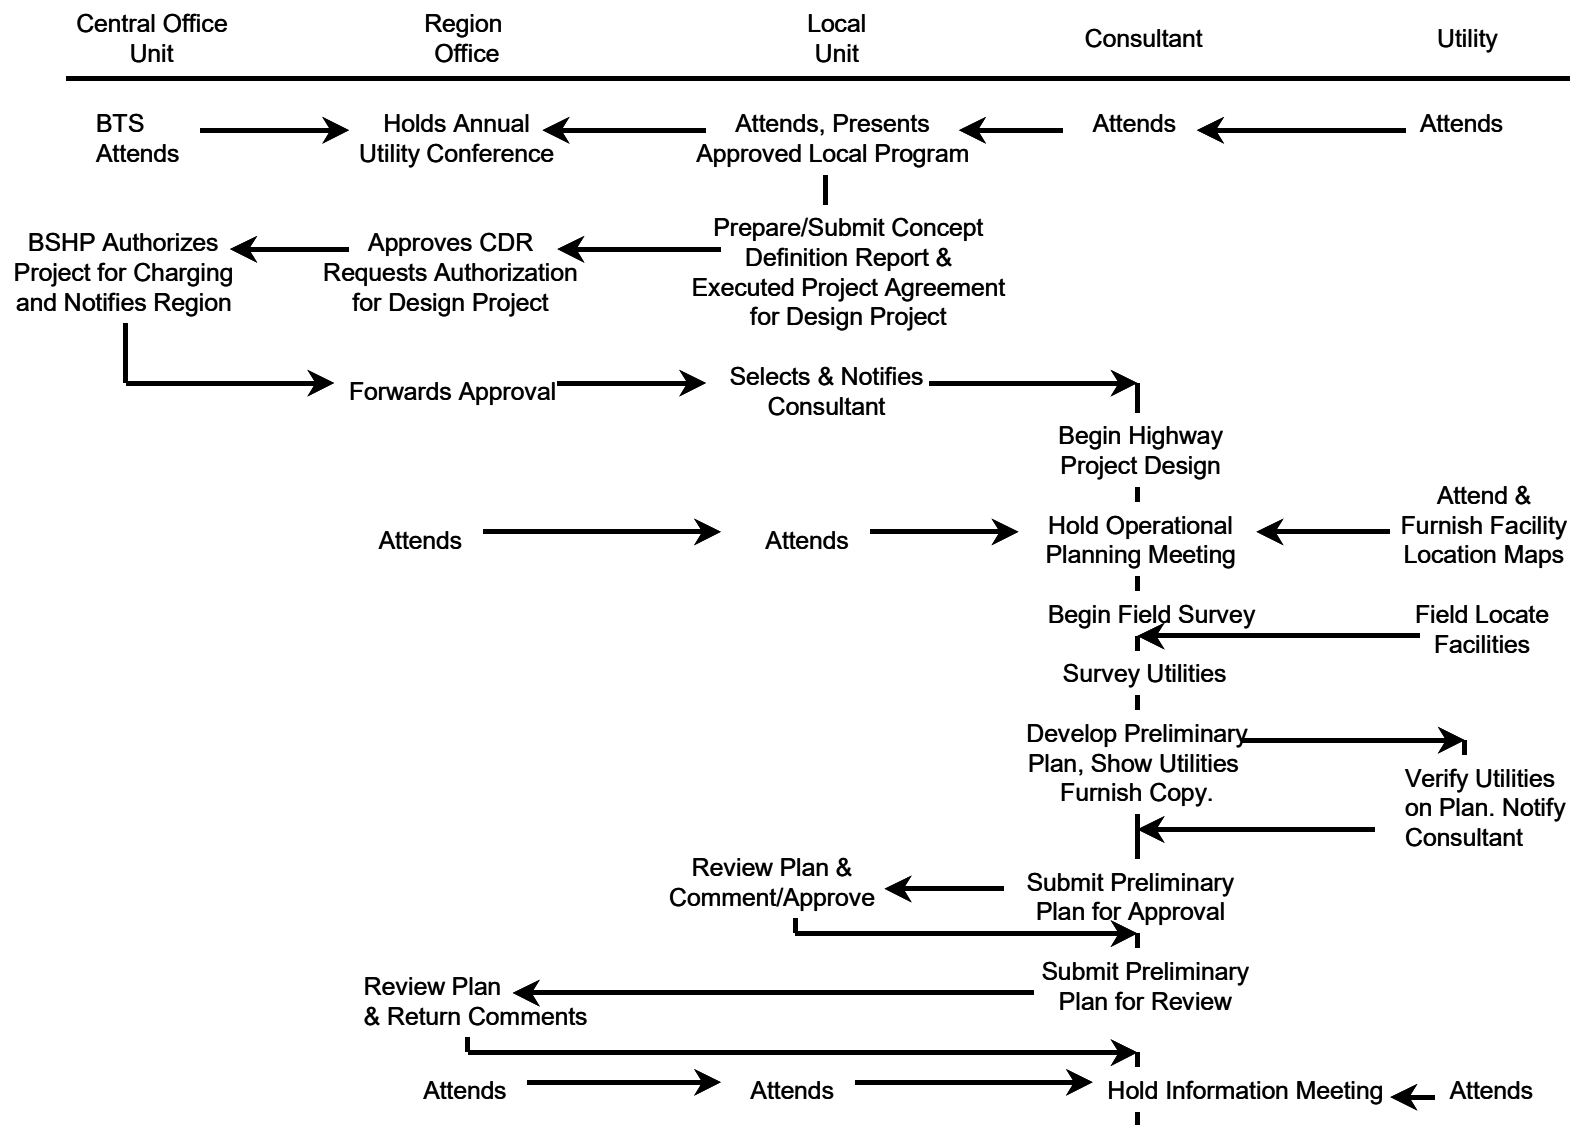 Central Office
Unit
Region
Office
Local
Unit
Consultant
Utility
BTS
Attends
Holds Annual
Utility Conference
Attends, Presents
Approved Local Program
Attends
Attends
BSHP Authorizes
Project for Charging
and Notifies Region
Approves CDR
Requests Authorization
for Design Project
Prepare/Submit Concept
Definition Report &
Executed Project Agreement
for Design Project
Forwards Approval
Selects & Notifies
Consultant
Begin Highway
Project Design
Attends
Attends
Hold Operational
Planning Meeting
Attend &
Furnish Facility
Location Maps
Begin Field Survey
Field Locate
Facilities
Survey Utilities
Develop Preliminary
Plan, Show Utilities
Furnish Copy.
Verify Utilities
on Plan. Notify
Consultant
Review Plan &
Comment/Approve
Submit Preliminary
Plan for Approval
Submit Preliminary
Plan for Review
Review Plan
& Return Comments
Attends
Attends
Hold Information Meeting
Attends